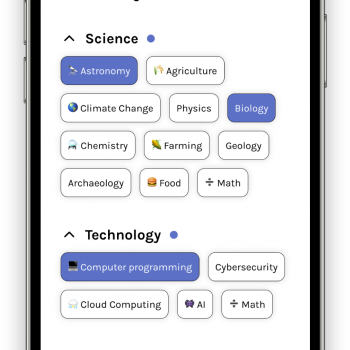 Science
Astronomy Agriculture
Climate Change Physics Biology
Chemistry Farming Geology
Archaeology Food Math
Technology
Computer programming Cybersecurity
Cloud Computing AI Math